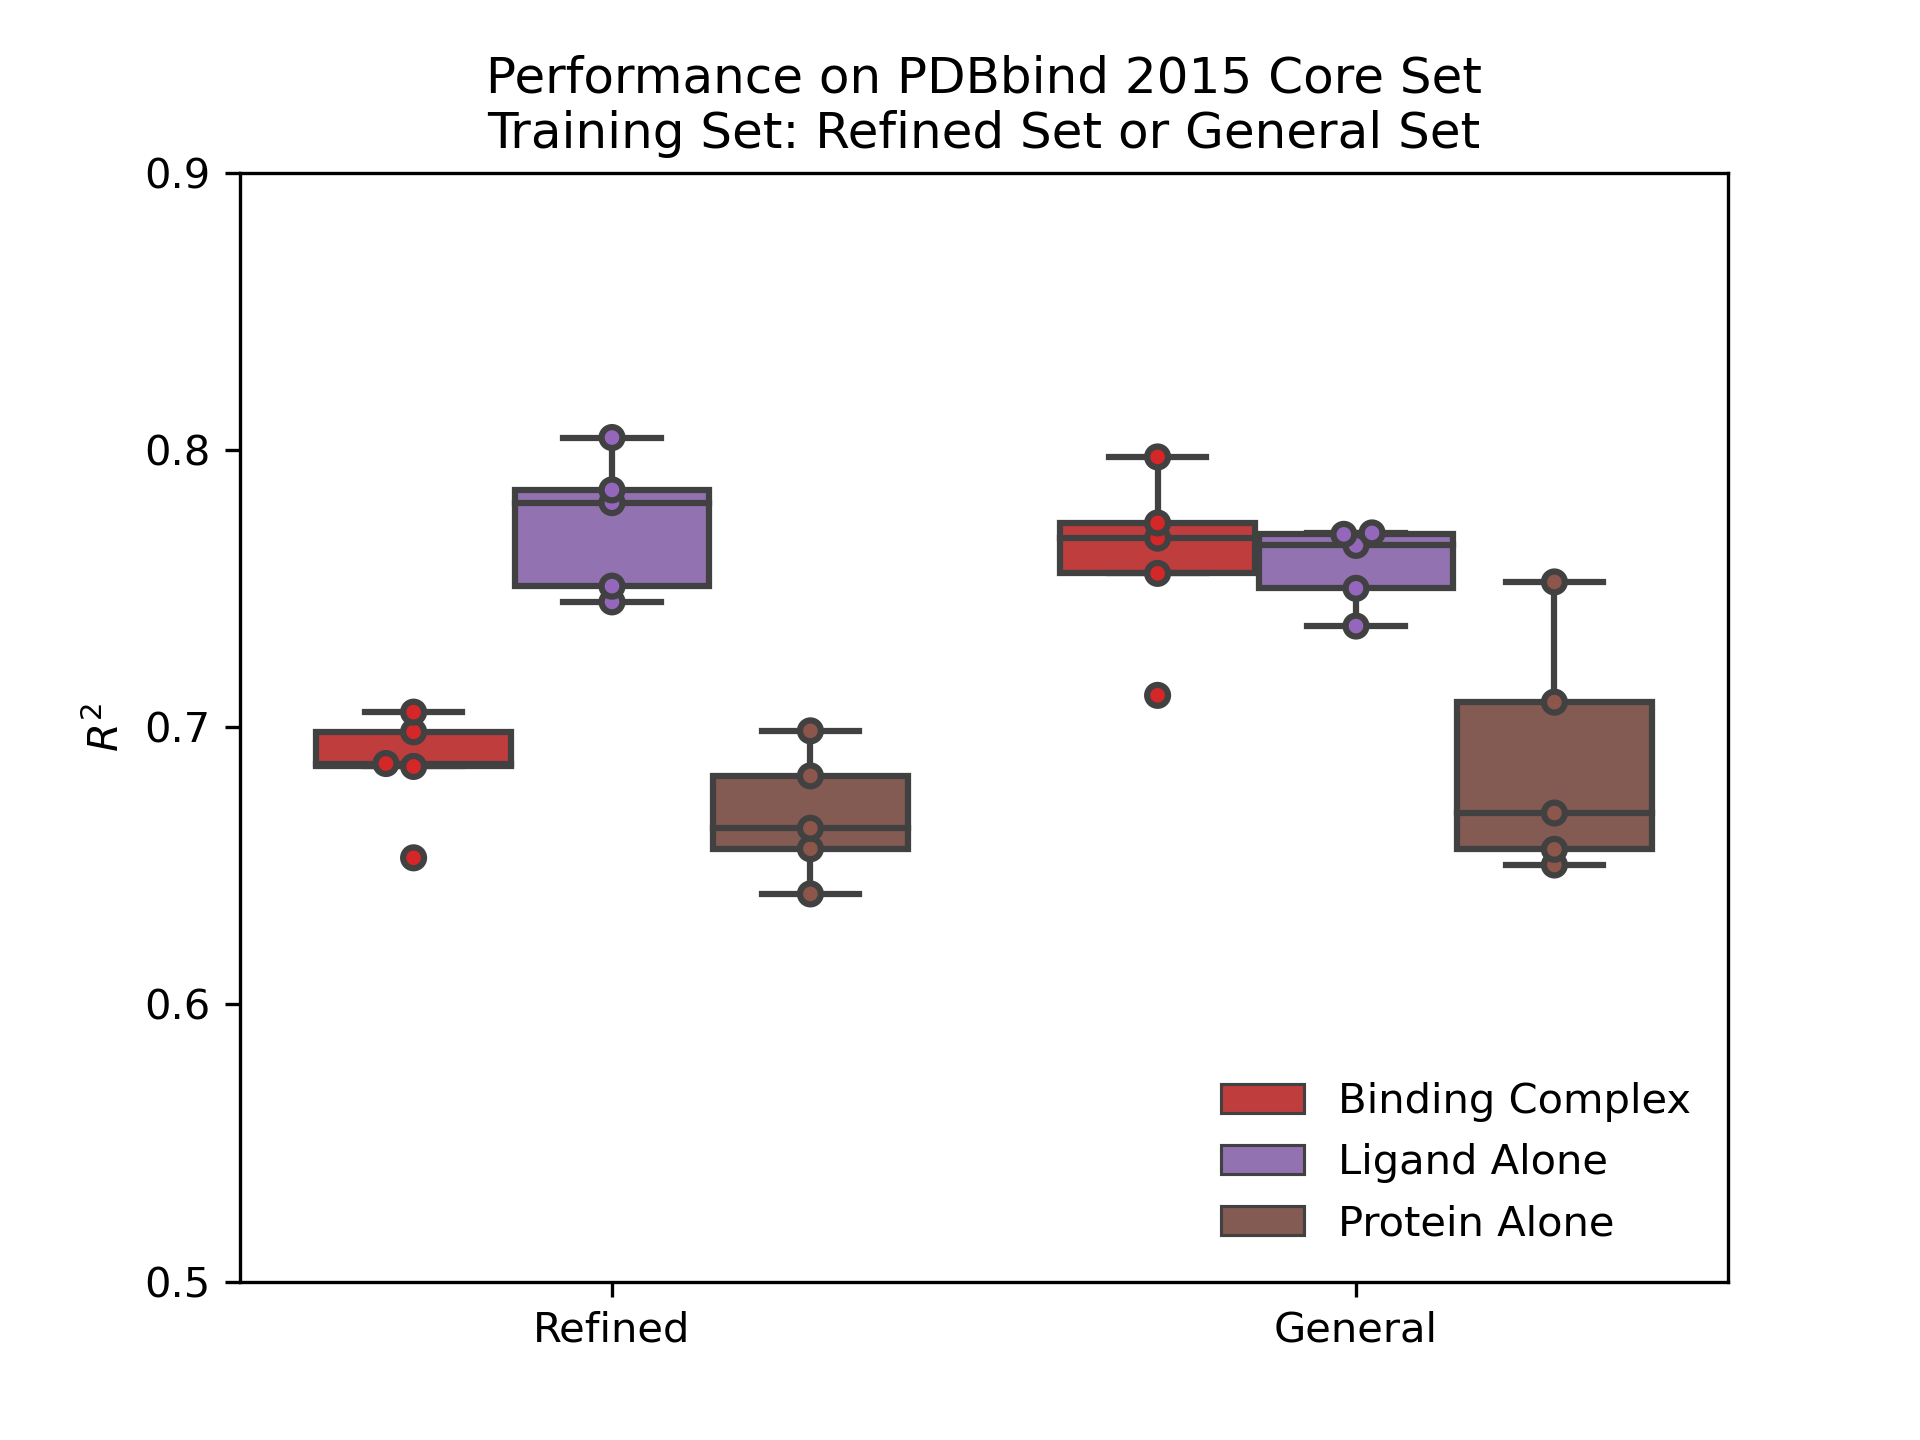 Performance on PDBbind 2015 Core Set
Training Set: Refined Set or General Set
0.9
0.8
0.7
0.6
0.5
R²
Refined
General
Binding Complex
Ligand Alone
Protein Alone